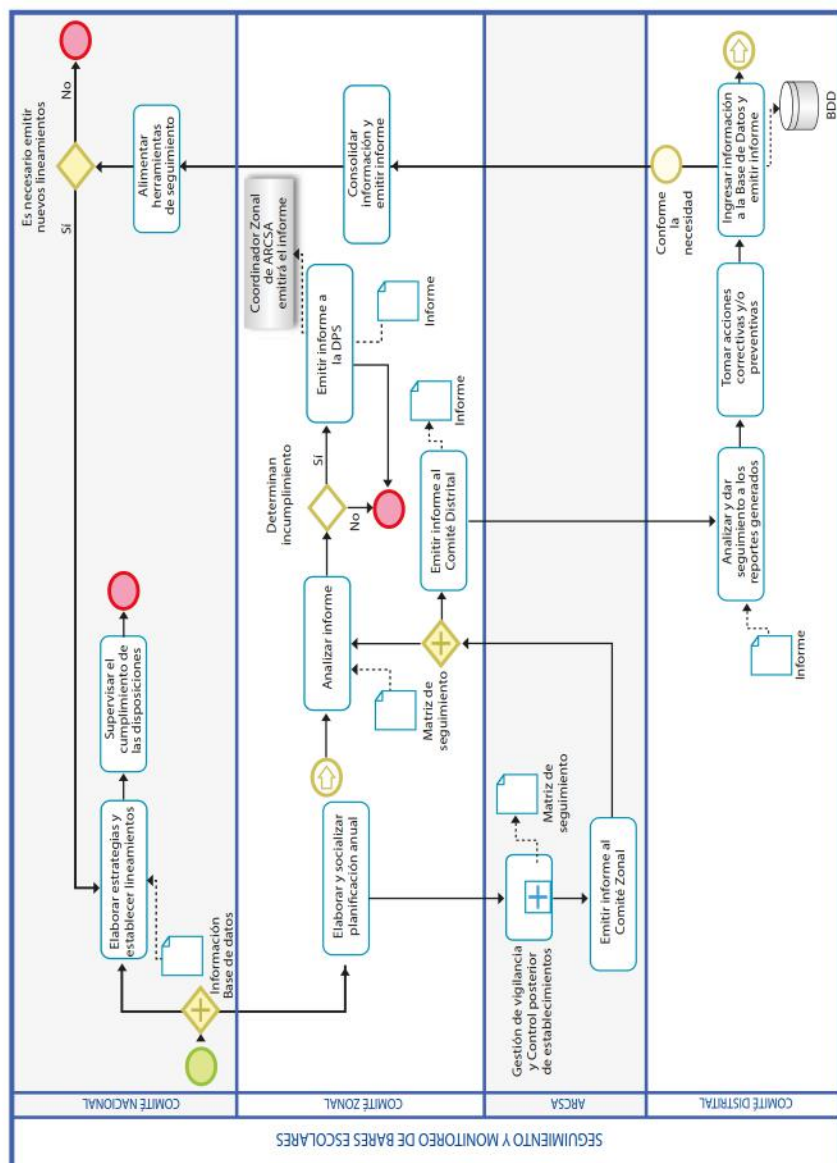 SEGUIMIENTO Y MONITOREO DE BARES ESCOLARES
COMITÉ NACIONAL
Información
Base de datos
Elaborar estrategias y
establecer lineamientos
Supervisar el
cumplimiento de
las disposiciones
Es necesario emitir
nuevos lineamientos
Sí
No
Alimentar
herramientas
de seguimiento
COMITÉ ZONAL
Elaborar y socializar
planificación anual
Analizar informe
Matriz de
seguimiento
Determinan
incumplimiento
Sí
No
Emitir informe a
la DPS
Informe
Coordinador Zonal
de ARCSA
emitirá el informe
Emitir informe al
Comité Distrital
Informe
Consolidar
información y
emitir informe
ARCSA
Gestión de vigilancia
y Control posterior
de establecimientos
Matriz de
seguimiento
Emitir informe al
Comité Zonal
COMITÉ DISTRITAL
Informe
Analizar y dar
seguimiento a los
reportes generados
Tomar acciones
correctivas y/o
preventivas
Conforme
la
necesidad
Ingresar información
a la Base de Datos y
emitir informe
BDD